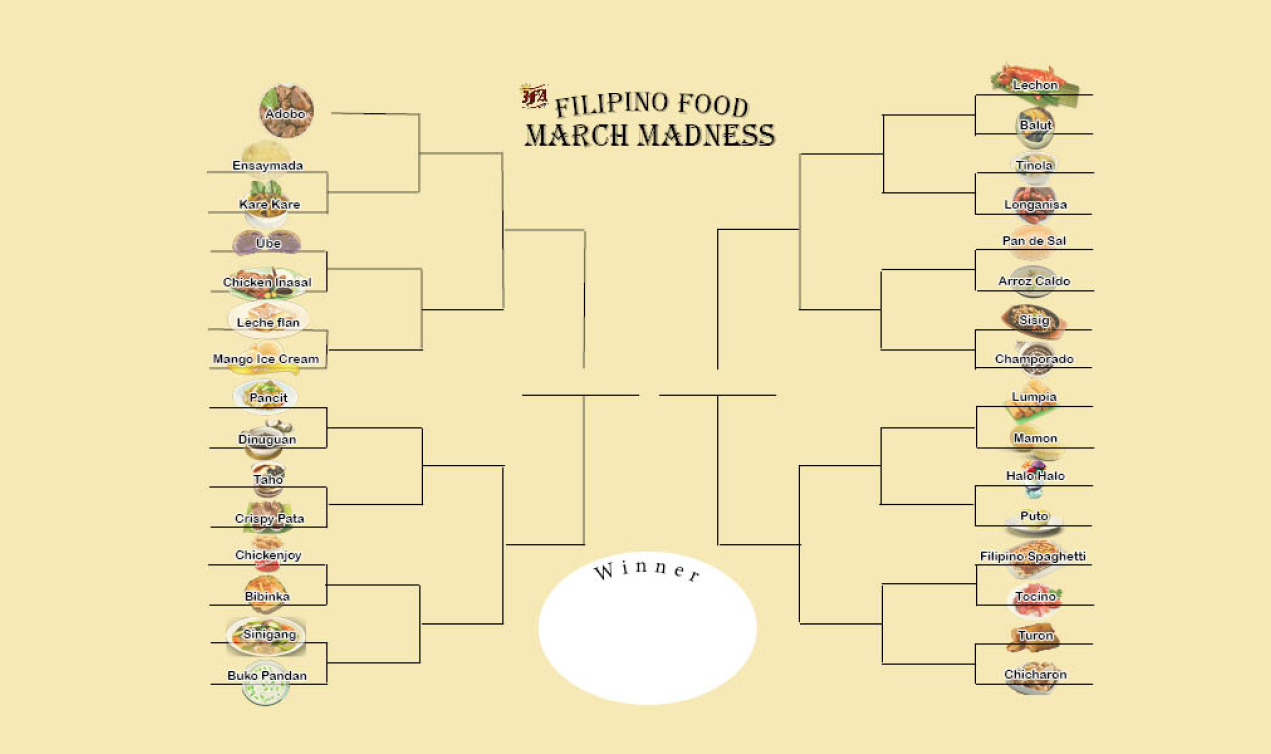 JFA
FILIPINO FOOD
MARCH MADNESS
Adobo
Ensaymada
Kare Kare
Ube
Chicken Inasal
Leche flan
Mango Ice Cream
Pancit
Dinuguan
Taho
Crispy Pata
Chickenjoy
Bibinka
Sinigang
Buko Pandan
Lechon
Balut
Tinola
Longanisa
Pan de Sal
Arroz Caldo
Sisig
Champorado
Lumpia
Mamon
Halo Halo
Puto
Filipino Spaghetti
Tocino
Turon
Chicharon
Winner